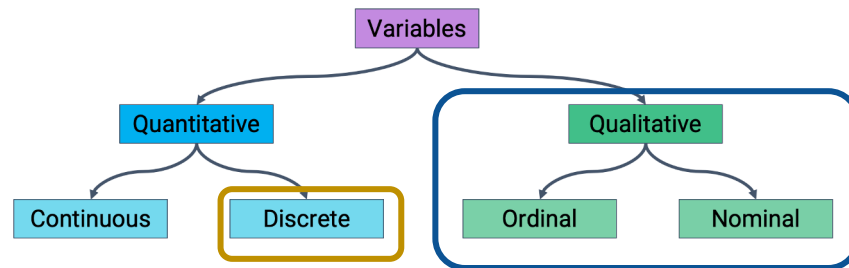 Variables
Quantitative
Qualitative
Continuous
Discrete
Ordinal
Nominal